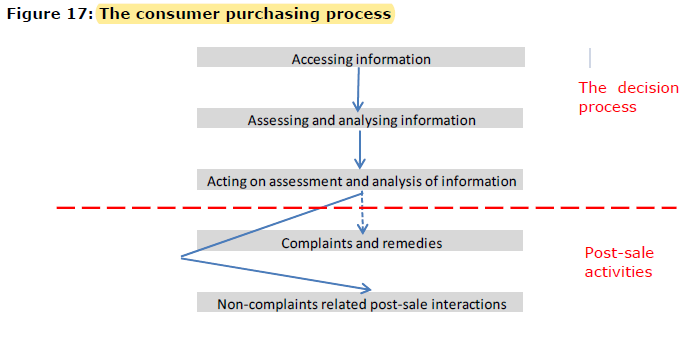 Figure 17: The consumer purchasing process
Accessing information
The decision
process
Assessing and analysing information
Acting on assessment and analysis of information
Complaints and remedies
Post-sale
activities
Non-complaints related post-sale interactions